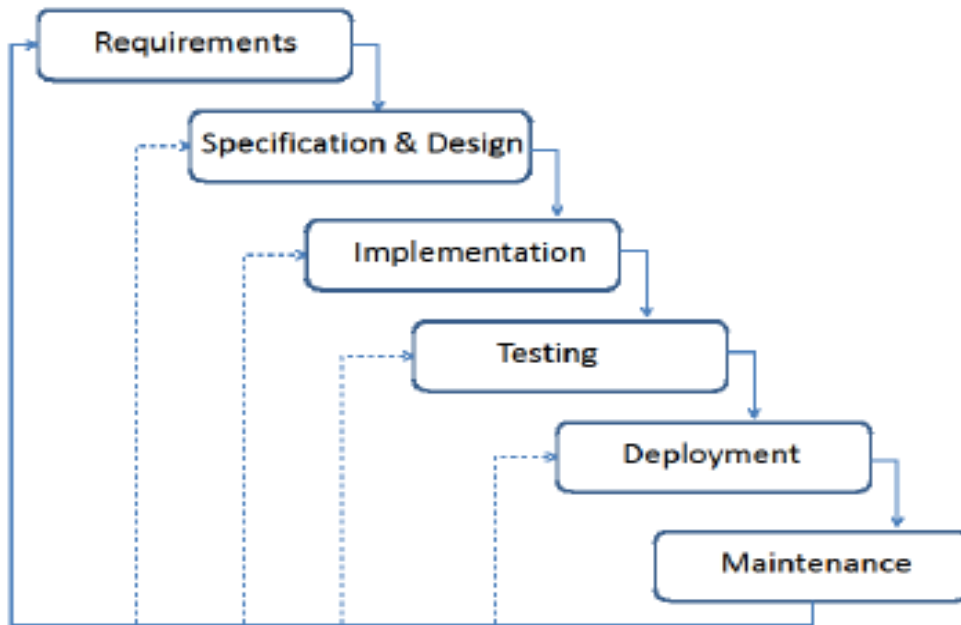 Requirements
Specification & Design
Implementation
Testing
Deployment
Maintenance